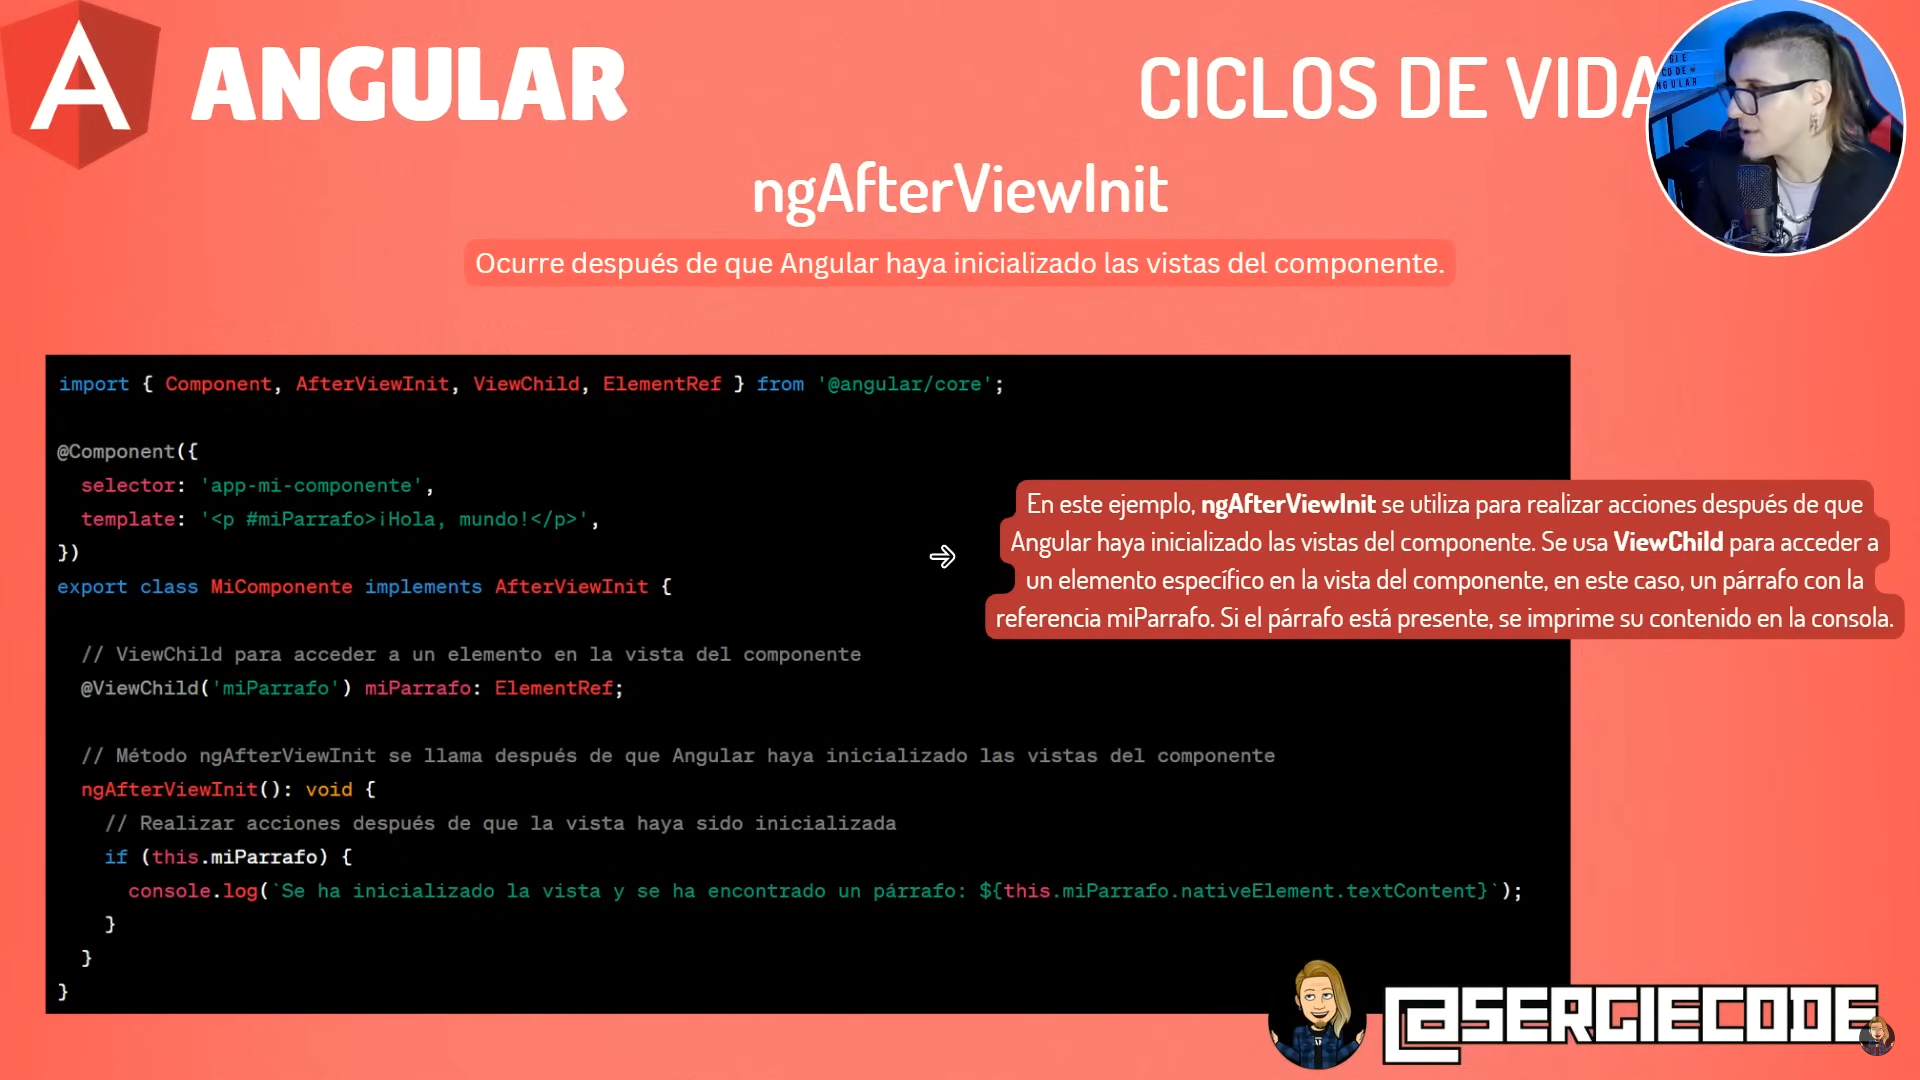 ANGULAR
CICLOS DE VIDA
ngAfterViewInit
Ocurre después de que Angular haya inicializado las vistas del componente.
import { Component, AfterViewInit, ViewChild, ElementRef } from '@angular/core';
@Component({
selector: 'app-mi-componente',
template: '<p #miParrafo>¡Hola, mundo!</p>',
})
export class MiComponente implements AfterViewInit {
// ViewChild para acceder a un elemento en la vista del componente
@ViewChild('miParrafo') miParrafo: ElementRef;
// Método ngAfterViewInit se llama después de que Angular haya inicializado las vistas del componente
ngAfterViewInit(): void {
// Realizar acciones después de que la vista haya sido inicializada
if (this.miParrafo) {
console.log(`Se ha inicializado la vista y se ha encontrado un párrafo: ${this.miParrafo.nativeElement.textContent}`);
}
}
}
En este ejemplo, ngAfterViewInit se utiliza para realizar acciones después de que
Angular haya inicializado las vistas del componente. Se usa ViewChild para acceder a
un elemento específico en la vista del componente, en este caso, un párrafo con la
referencia miParrafo. Si el párrafo está presente, se imprime su contenido en la consola.
@SERGIECODE